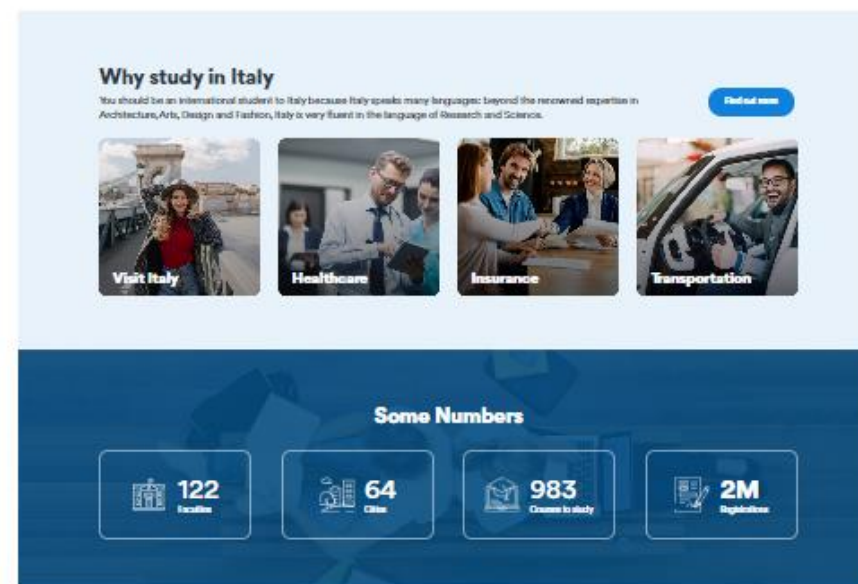 Why study in Italy
You should be an international student to Italy because Italy speaks many languages: beyond the renowned expertise in
Architecture, Arts, Design and Fashion, Italy is very fluent in the language of Research and Science.
Find out more
Visit Italy
Healthcare
Insurance
Transportation
Some Numbers
122
Faculties
64
Cities
983
Courses to study
2M
Registrations